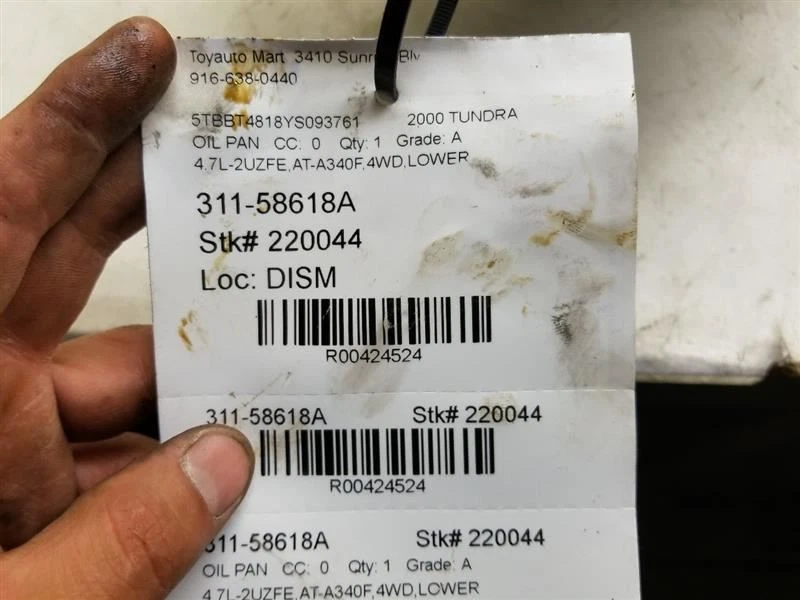 Toyauto Mart 3410 Sunri Blv
916-638-0440
5TBBT4818YS093761 2000 TUNDRA
OIL PAN CC: 0 Qty: 1 Grade: A
4.7L-2UZFE,AT-A340F,4WD,LOWER
311-58618A
Stk# 220044
Loc: DISM
R00424524
311-58618A Stk# 220044
R00424524
311-58618A Stk# 220044
OIL PAN CC: 0 Qty: 1 Grade: A
4.7L-2UZFE,AT-A340F,4WD,LOWER